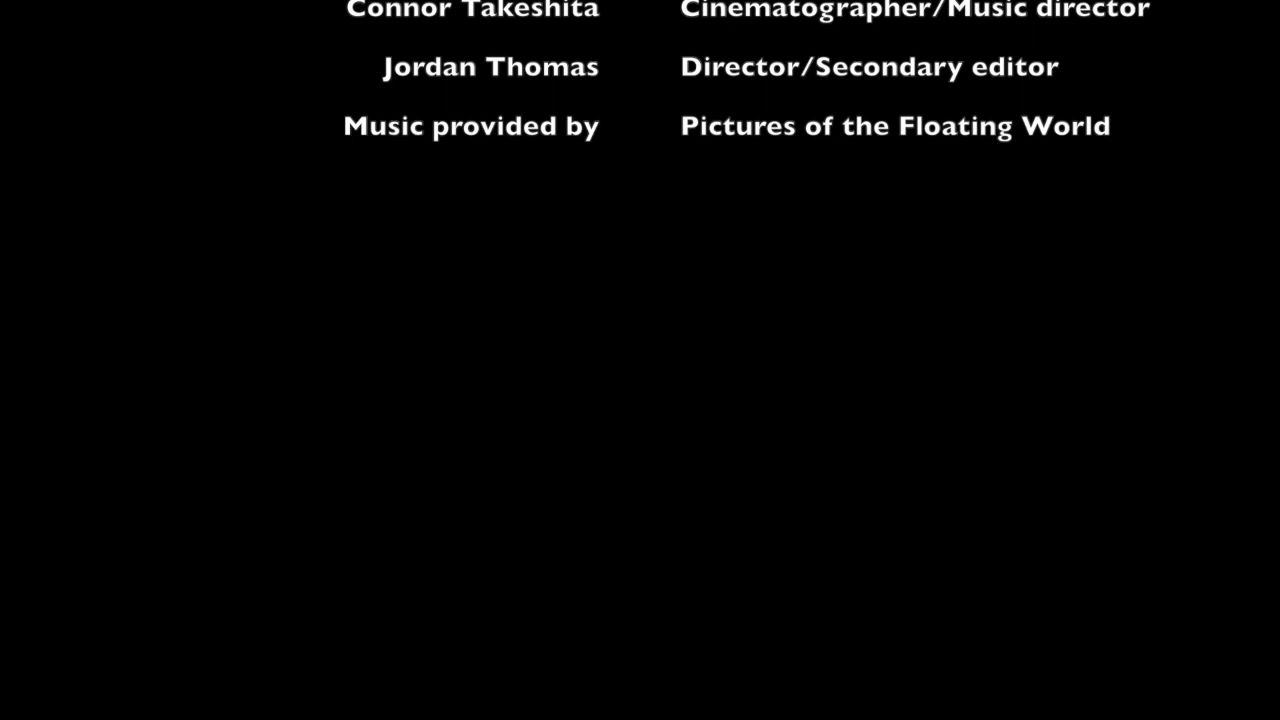 Connor Takeshita Cinematographer/Music director
Jordan Thomas Director/Secondary editor
Music provided by Pictures of the Floating World